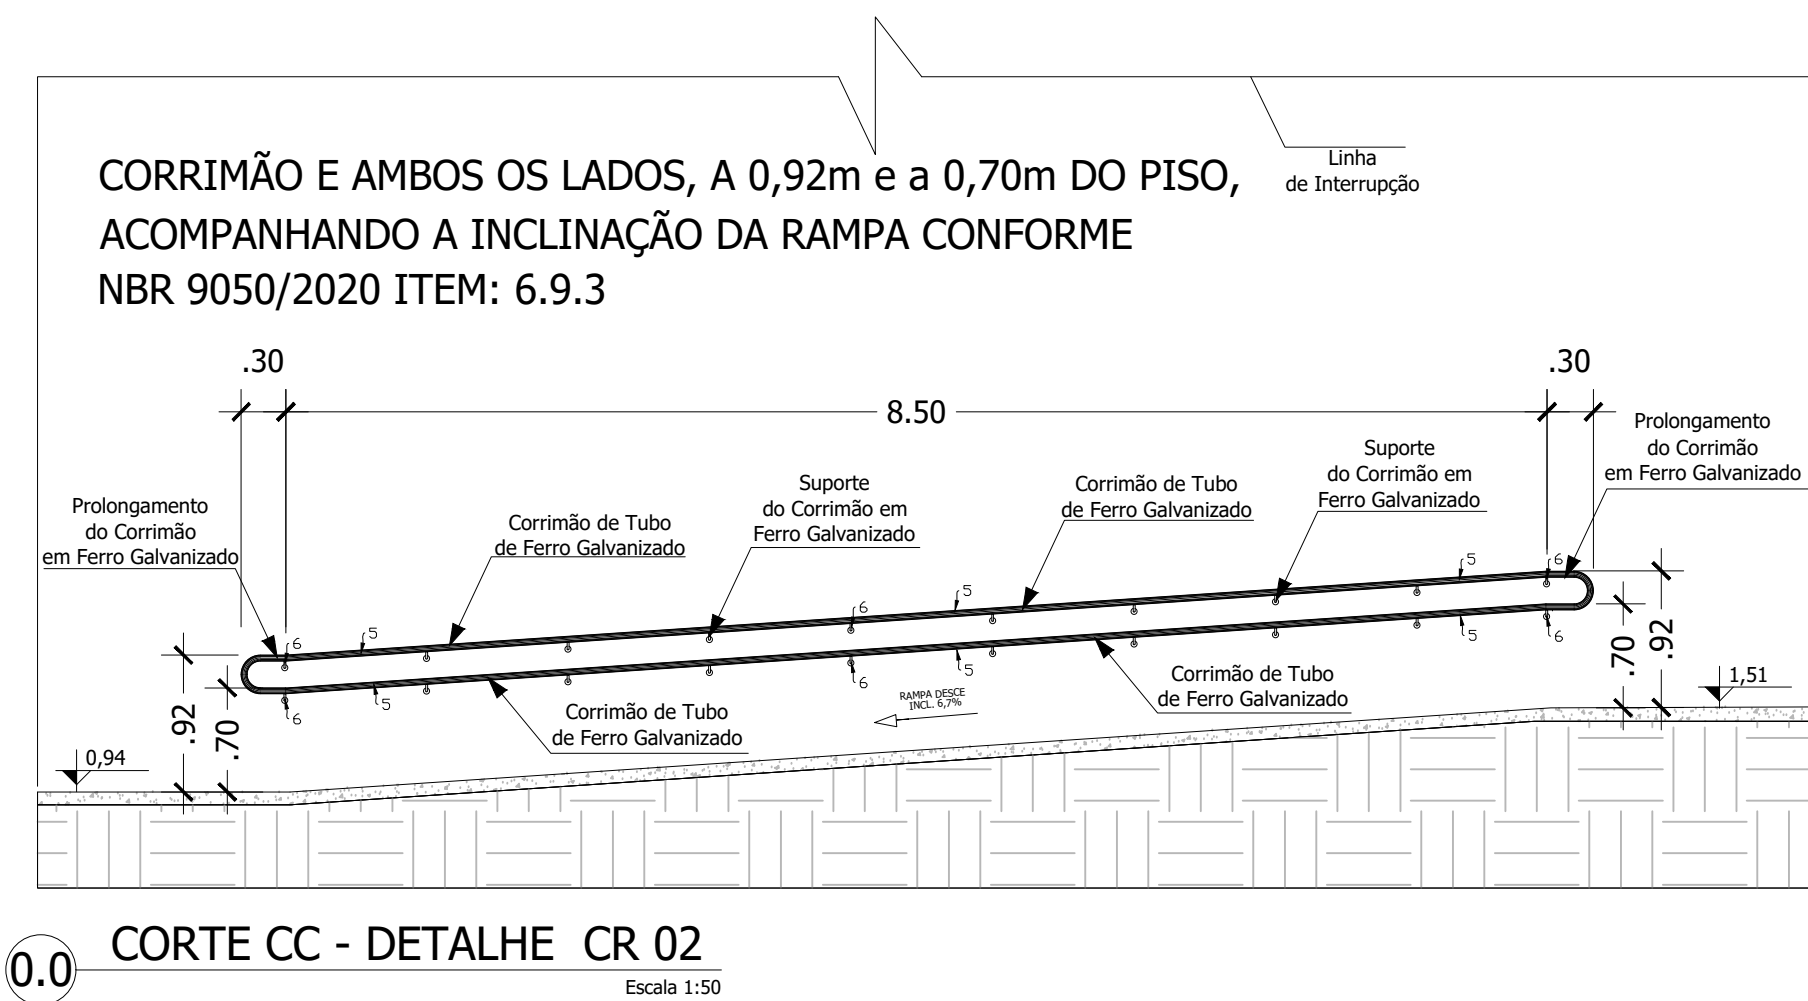 CORRIMÃO E AMBOS OS LADOS, A 0,92m e a 0,70m DO PISO,
ACOMPANHANDO A INCLINAÇÃO DA RAMPA CONFORME
NBR 9050/2020 ITEM: 6.9.3
Linha
de Interrupção
.30
8.50
.30
Prolongamento
do Corrimão
em Ferro Galvanizado
Corrimão de Tubo
de Ferro Galvanizado
Suporte
do Corrimão em
Ferro Galvanizado
Corrimão de Tubo
de Ferro Galvanizado
Suporte
do Corrimão em
Ferro Galvanizado
Prolongamento
do Corrimão
em Ferro Galvanizado
6
5
6
5
5
6
6
5
6
5
5
6
.92
.70
.70
.92
Corrimão de Tubo
de Ferro Galvanizado
RAMPA DESCE
INCL. 6,7%
Corrimão de Tubo
de Ferro Galvanizado
0,94
1,51
0.0
CORTE CC - DETALHE CR 02
Escala 1:50